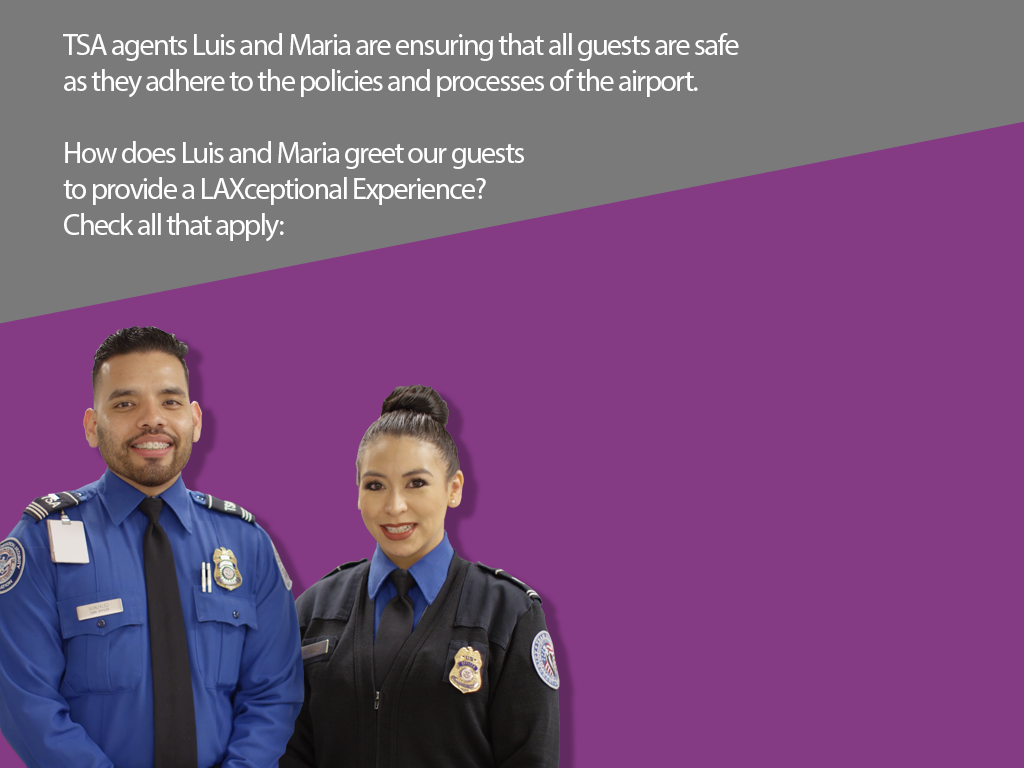 TSA agents Luis and Maria are ensuring that all guests are safe
as they adhere to the policies and processes of the airport.
How does Luis and Maria greet our guests
to provide a LAXceptional Experience?
Check all that apply:
TSA